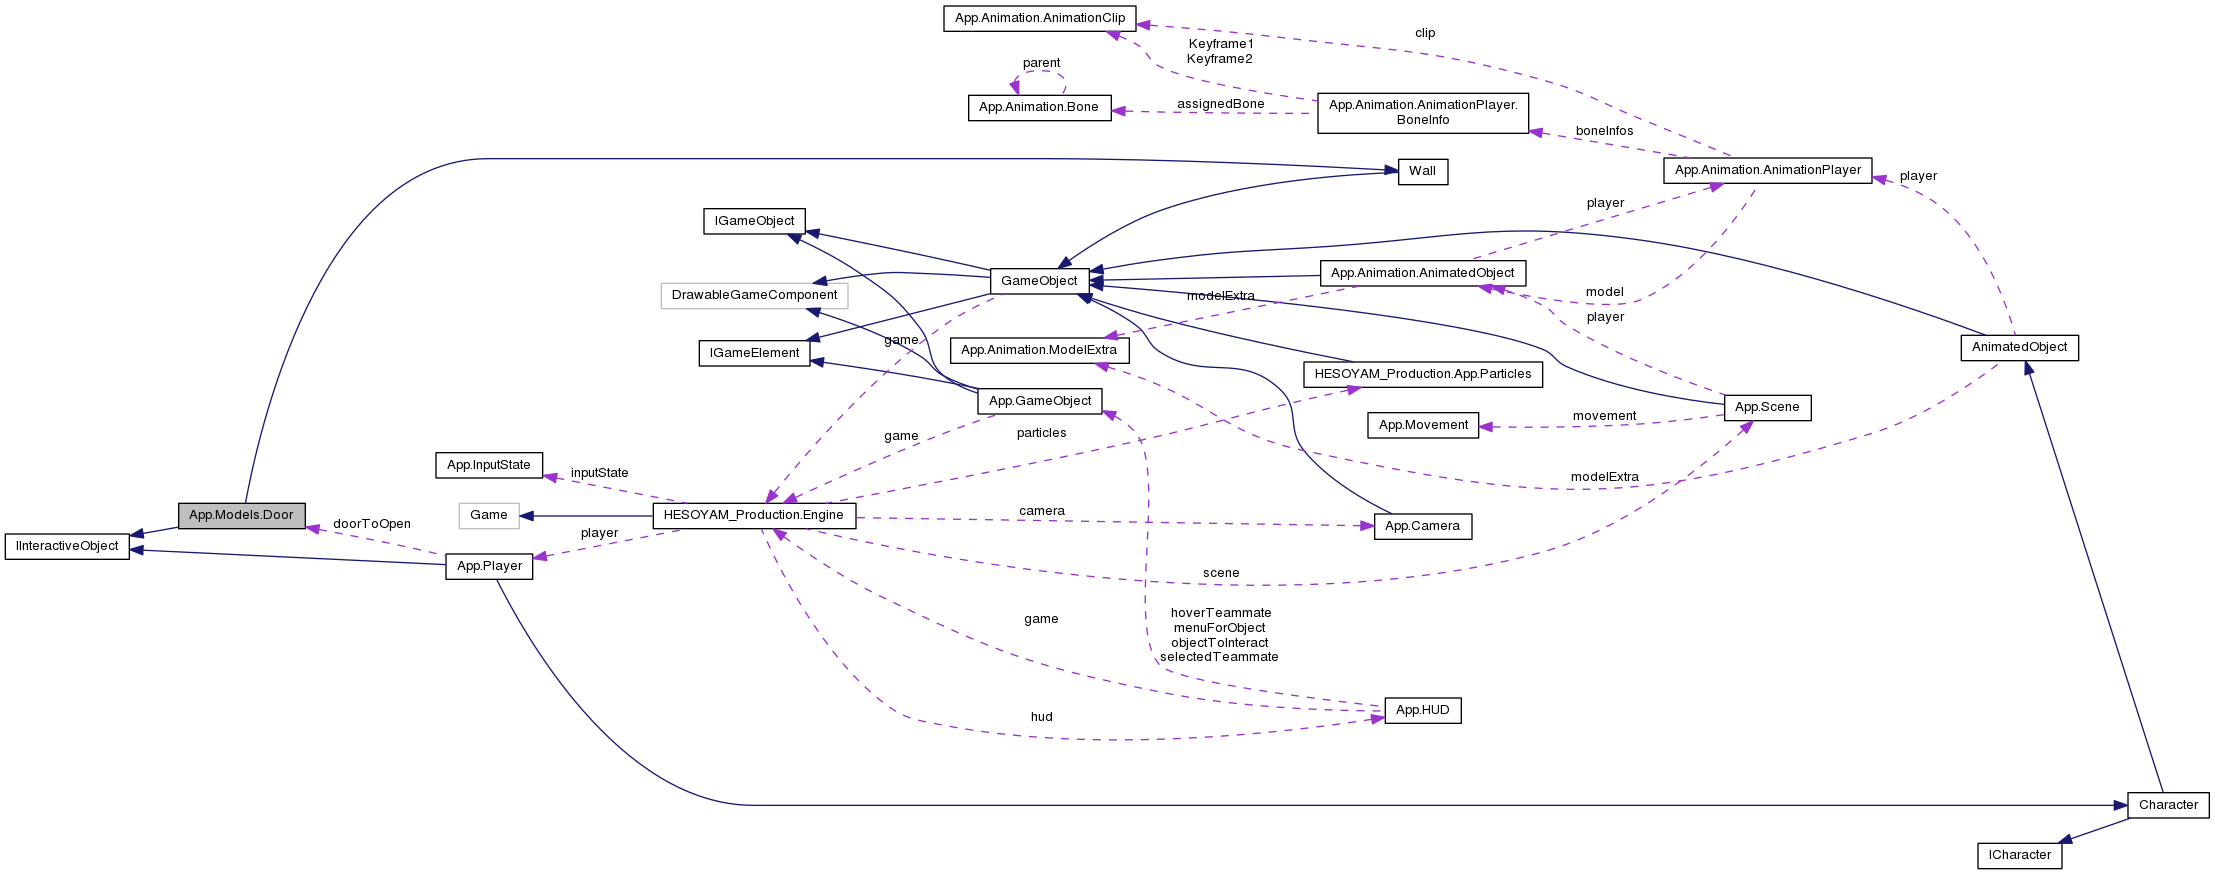 App.Animation.AnimationClip
clip
Keyframe1
Keyframe2
parent
App.Animation.Bone
assignedBone
App.Animation.AnimationPlayer.
BoneInfo
boneInfos
Wall
App.Animation.AnimationPlayer
player
player
IGameObject
GameObject
App.Animation.AnimatedObject
DrawableGameComponent
modelExtra
model
player
game
IGameElement
App.Animation.ModelExtra
AnimatedObject
HESOYAM_Production.App.Particles
App.GameObject
App.Scene
movement
App.Movement
game
particles
App.InputState
inputState
modelExtra
App.Models.Door
doorToOpen
Game
HESOYAM_Production.Engine
camera
App.Camera
IInteractiveObject
player
App.Player
scene
game
hoverTeammate
menuForObject
objectToInteract
selectedTeammate
hud
App.HUD
Character
ICharacter